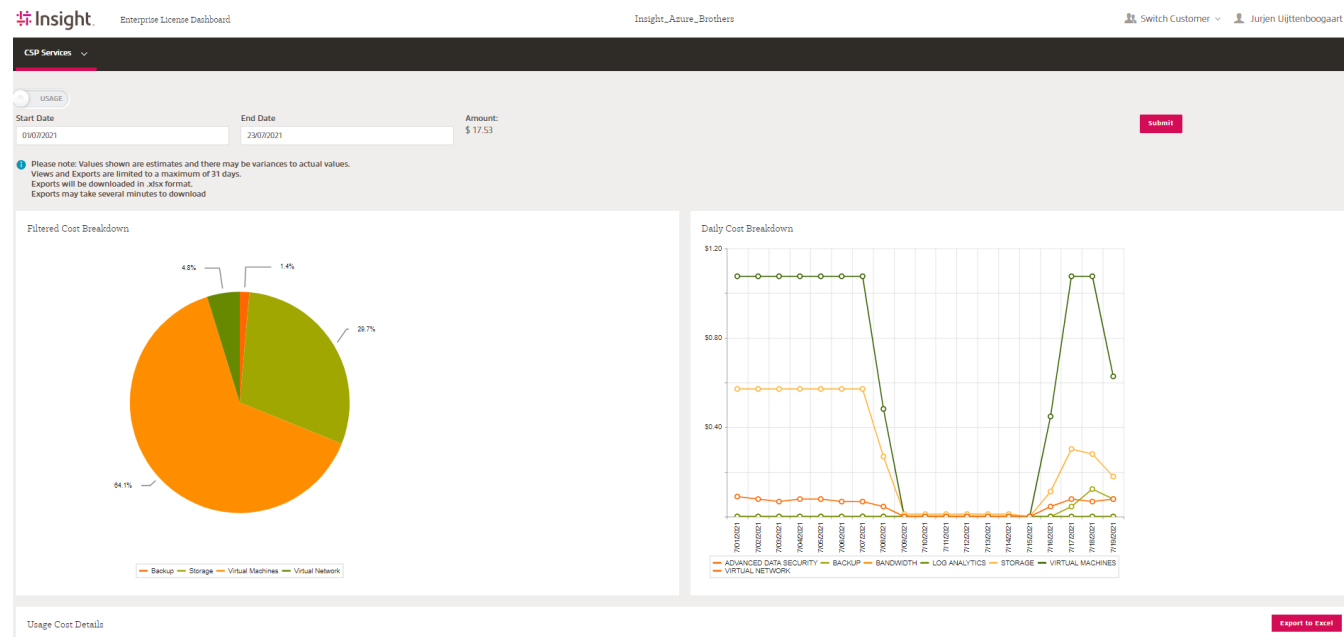 Insight.
Enterprise License Dashboard
Insight_Azure_Brothers
Switch Customer
Jurjen Uijttenboogaart
CSP Services
USAGE
Start Date
End Date
Amount:
01/07/2021
23/07/2021
$ 17.53
Submit
Please note: Values shown are estimates and there may be variances to actual values.
Views and Exports are limited to a maximum of 31 days.
Exports will be downloaded in .xlsx format.
Exports may take several minutes to download
Filtered Cost Breakdown
4.8%
1.4%
29.7%
64.1%
Backup Storage Virtual Machines Virtual Network
Daily Cost Breakdown
$1.20
$0.80
$0.40
7/01/2021
7/02/2021
7/03/2021
7/04/2021
7/05/2021
7/06/2021
7/07/2021
7/08/2021
7/09/2021
7/10/2021
7/11/2021
7/12/2021
7/13/2021
7/14/2021
7/15/2021
7/16/2021
7/17/2021
7/18/2021
7/19/2021
ADVANCED DATA SECURITY BACKUP BANDWIDTH LOG ANALYTICS STORAGE VIRTUAL MACHINES
VIRTUAL NETWORK
Usage Cost Details
Export to Excel